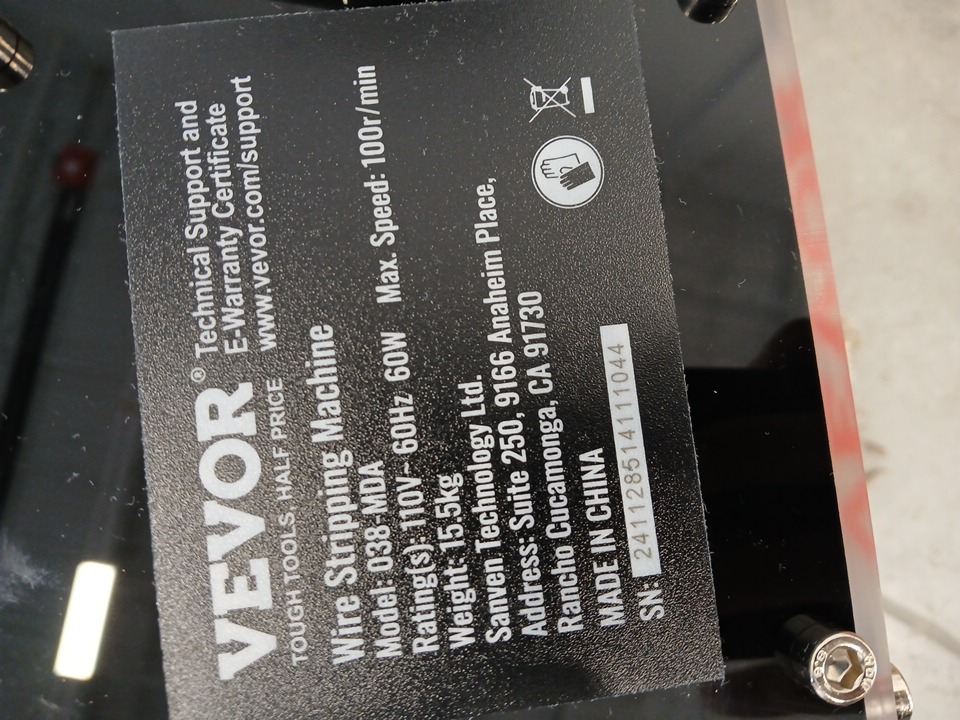 VEVOR®
TOUGH TOOLS, HALF PRICE
Technical Support and
E-Warranty Certificate
www.vevor.com/support
Wire Stripping Machine
Model: 038-MDA
Rating(s): 110V~ 60Hz 60W Max. Speed: 100r/min
Weight: 15.5kg
Sanven Technology Ltd.
Address: Suite 250, 9166 Anaheim Place,
Rancho Cucamonga, CA 91730
MADE IN CHINA
SN: 2411285141111044